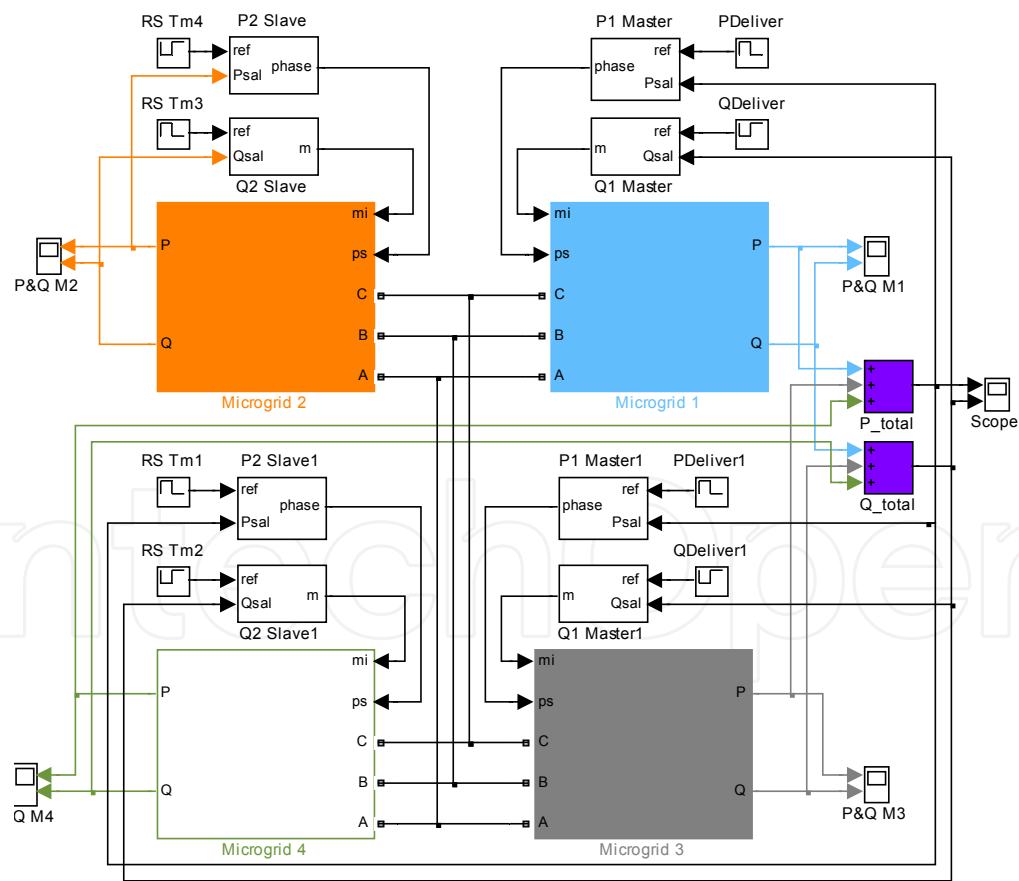 RS Tm4
P2 Slave
P1 Master
PDeliver
ref
Psal
phase
phase
ref
Psal
RS Tm3
QDeliver
ref
Qsal
m
m
ref
Qsal
Q2 Slave
Q1 Master
mi
mi
P
ps
ps
P
P&Q M2
P&Q M1
C
C
B
B
Q
Q
A
A
Microgrid 2
Microgrid 1
+
+
+
P_total
Scope
+
+
+
Q_total
RS Tm1
P2 Slave1
P1 Master1
PDeliver1
ref
Psal
phase
phase
ref
Psal
RS Tm2
QDeliver1
ref
Qsal
m
m
ref
Qsal
Q2 Slave1
Q1 Master1
ntechOpen
mi
mi
P
ps
ps
P
C
C
B
B
Q
Q
Q M4
P&Q M3
A
A
Microgrid 4
Microgrid 3